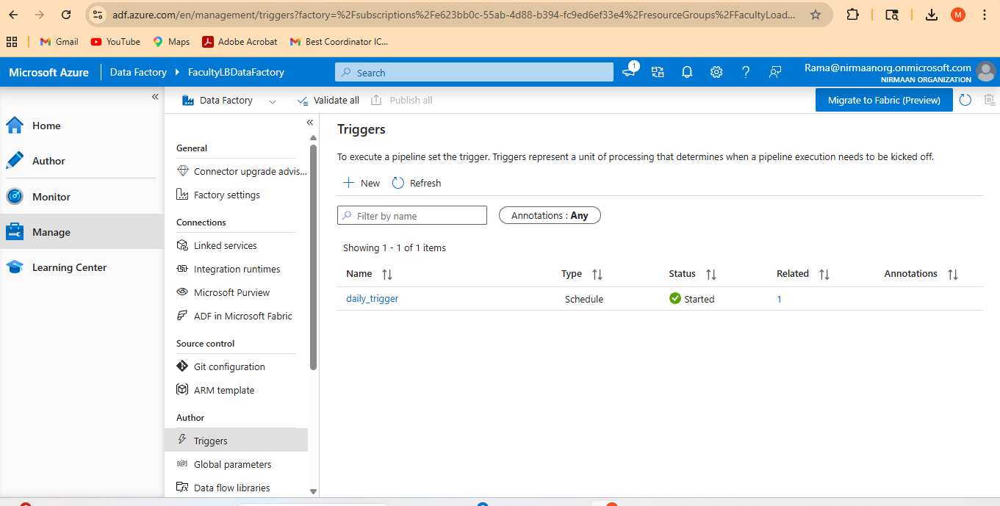 adf.azure.com/en/management/triggers?factory=%2Fsubscriptions%2Fe623bb0c-55ab-4d88-b394-fc9ed6ef33e4%2FresourceGroups%2FFacultyLoad...
M
Gmail
YouTube
Maps
Adobe Acrobat
Best Coordinator IC...
Microsoft Azure
Data Factory
FacultyLBDataFactory
Search
1
Rama@nirmaanorg.onmicrosoft.com
NIRMAAN ORGANIZATION
Data Factory
Validate all
Publish all
Migrate to Fabric (Preview)
Home
Author
Monitor
Manage
Learning Center
General
Connector upgrade advis...
Factory settings
Connections
Linked services
Integration runtimes
Microsoft Purview
ADF in Microsoft Fabric
Source control
Git configuration
ARM template
Author
Triggers
Global parameters
Data flow libraries
Triggers
To execute a pipeline set the trigger. Triggers represent a unit of processing that determines when a pipeline execution needs to be kicked off.
New
Refresh
Filter by name
Annotations : Any
Showing 1 - 1 of 1 items
Name Type Status Related Annotations
daily_trigger Schedule Started 1